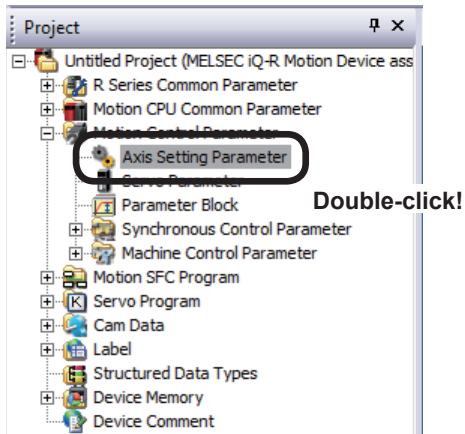 Project
Untitled Project (MELSEC iQ-R Motion Device ass
R Series Common Parameter
Motion CPU Common Parameter
Motion Control Parameter
Axis Setting Parameter
Servo Parameter
Parameter Block
Double-click!
Synchronous Control Parameter
Machine Control Parameter
Motion SFC Program
K Servo Program
Cam Data
Label
Structured Data Types
Device Memory
Device Comment